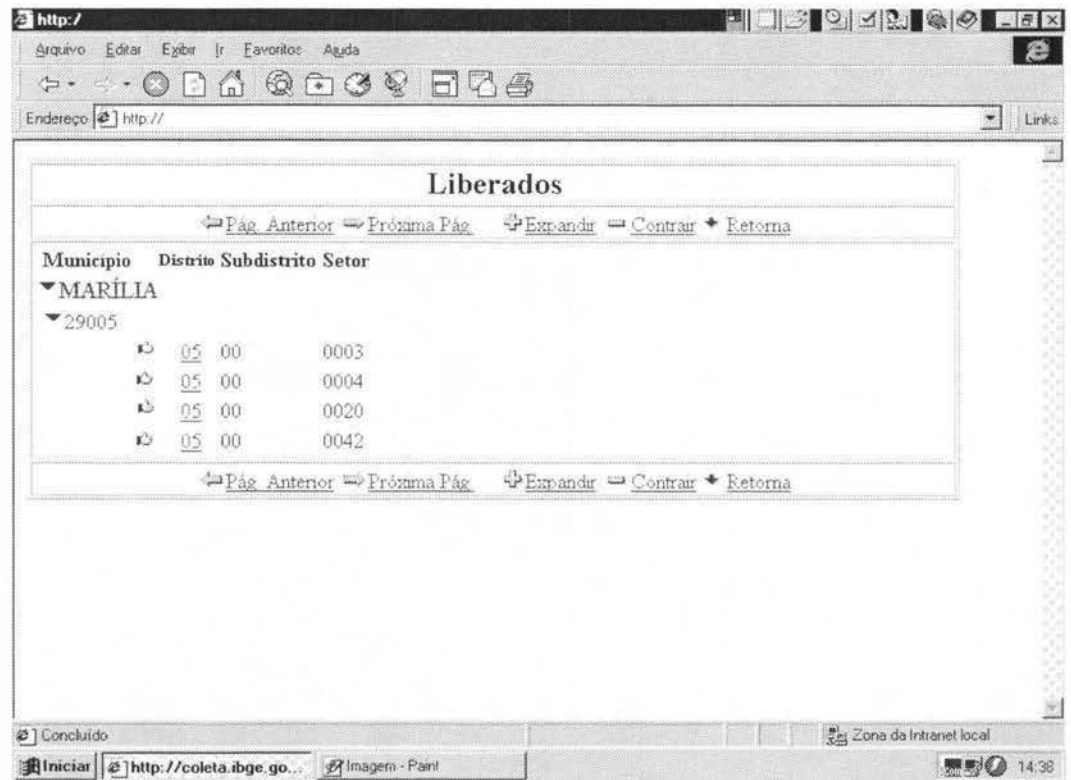 http:/
Arquivo Editar Exibir Ir Favoritos Ajuda
Endereço http:// Links
Liberados
Pág. Anterior Próxima Pág. Expandir Contrair Retorna
Município Distrito Subdistrito Setor
MARÍLIA
29005
05 00 0003
05 00 0004
05 00 0020
05 00 0042
Pág. Anterior Próxima Pág. Expandir Contrair Retorna
Concluído Zona da Intranet local
Iniciar http://coleta.ibge.go... Imagem - Paint 14:38